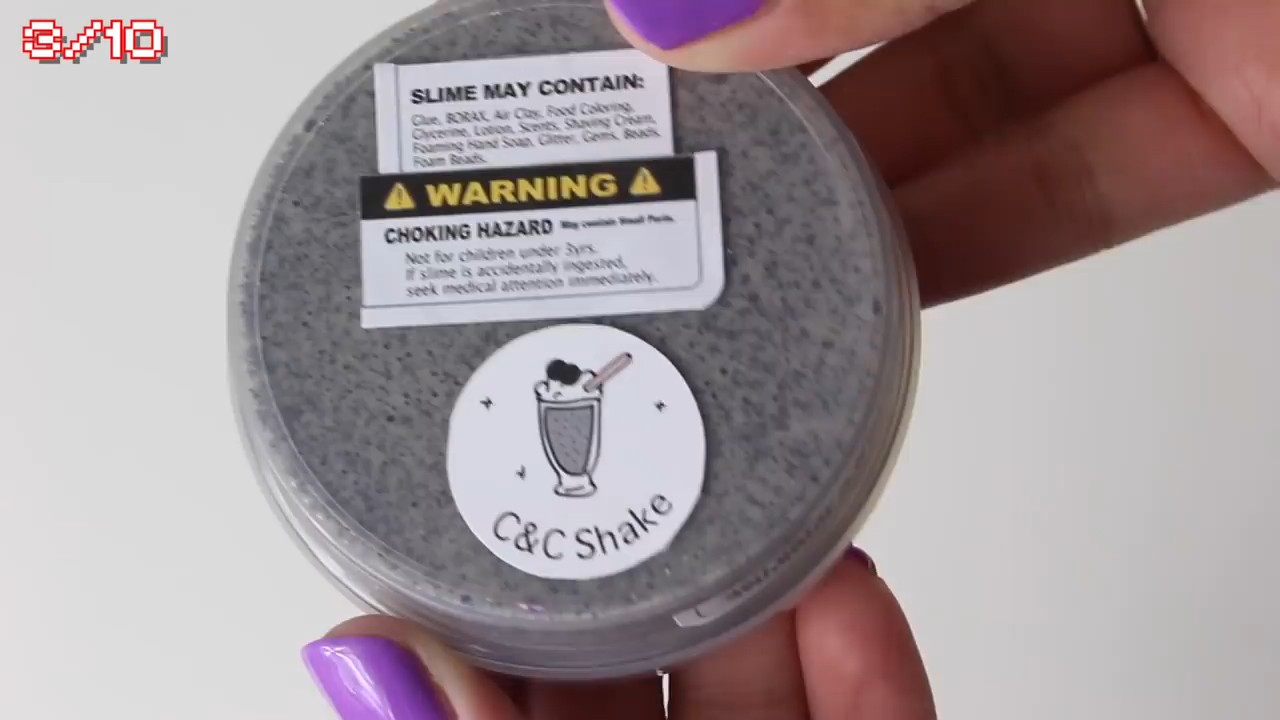 3/10
SLIME MAY CONTAIN:
Glue, BORAX, Air Clay, Food Coloring,
Glycerine, Lotion, Scents, Shaving Cream,
Foaming Hand Soap, Glitter, Gems, Beads,
Foam Beads.
WARNING
CHOKING HAZARD May contain Small Parts.
Not for children under 3yrs.
If slime is accidentally ingested,
seek medical attention immediately.
C&C Shake